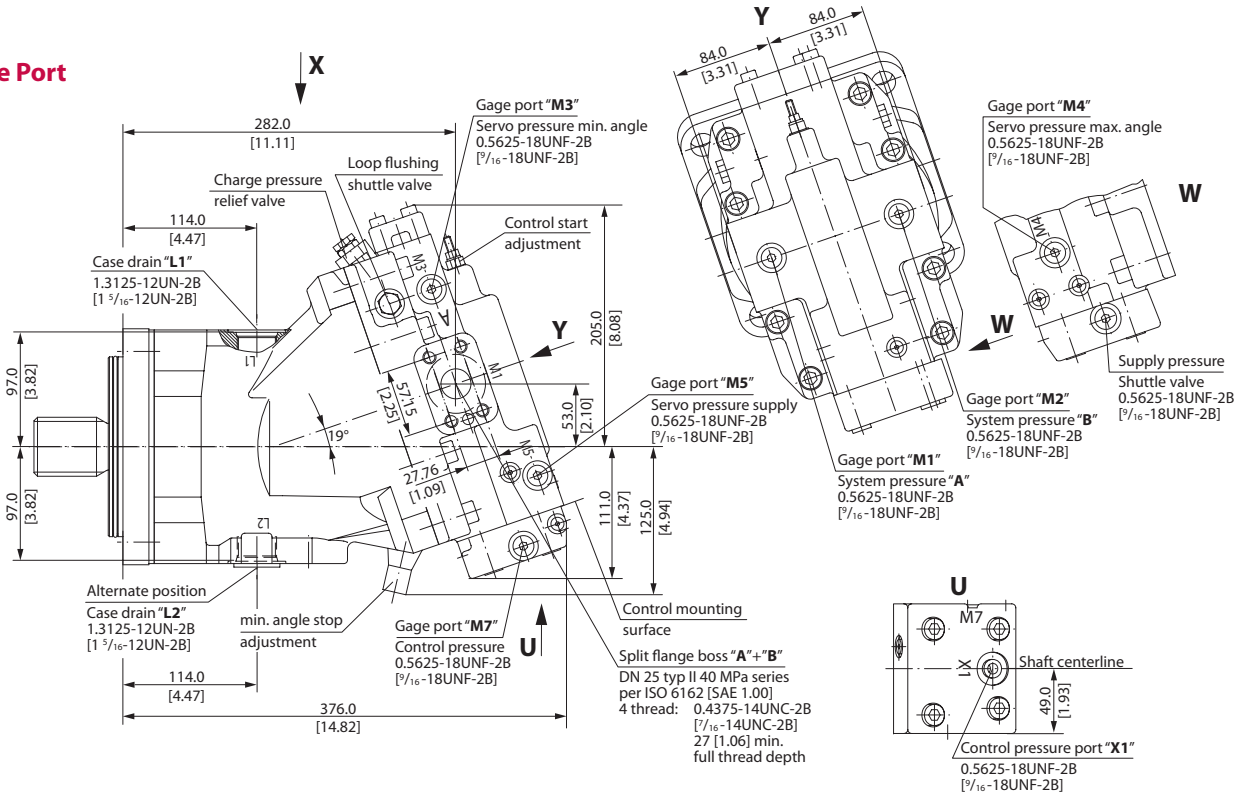 e Port
X
282.0
[11.11]
114.0
[4.47]
Charge pressure
relief valve
Loop flushing
shuttle valve
Gage port "M3"
Servo pressure min. angle
0.5625-18UNF-2B
[9/16-18UNF-2B]
Control start
adjustment
Case drain "L1"
1.3125-12UN-2B
[1 5/16-12UN-2B]
97.0
[3.82]
97.0
[3.82]
L1
L2
M3
A
M1
M5
19°
57.15
[2.25]
27.76
[1.09]
53.0
[2.10]
205.0
[8.08]
111.0
[4.37]
125.0
[4.94]
Y
Gage port "M5"
Servo pressure supply
0.5625-18UNF-2B
[9/16-18UNF-2B]
Alternate position
Case drain "L2"
1.3125-12UN-2B
[1 5/16-12UN-2B]
min. angle stop
adjustment
Gage port "M7"
Control pressure
0.5625-18UNF-2B
[9/16-18UNF-2B]
U
Control mounting
surface
Split flange boss "A"+"B"
DN 25 typ II 40 MPa series
per ISO 6162 [SAE 1.00]
4 thread: 0.4375-14UNC-2B
[7/16-14UNC-2B]
27 [1.06] min.
full thread depth
114.0
[4.47]
376.0
[14.82]
Y
84.0
[3.31]
84.0
[3.31]
W
Gage port "M2"
System pressure "B"
0.5625-18UNF-2B
[9/16-18UNF-2B]
Gage port "M1"
System pressure "A"
0.5625-18UNF-2B
[9/16-18UNF-2B]
Gage port "M4"
Servo pressure max. angle
0.5625-18UNF-2B
[9/16-18UNF-2B]
W
M4
Supply pressure
Shuttle valve
0.5625-18UNF-2B
[9/16-18UNF-2B]
U
M7
X1
Shaft centerline
49.0
[1.93]
Control pressure port "X1"
0.5625-18UNF-2B
[9/16-18UNF-2B]